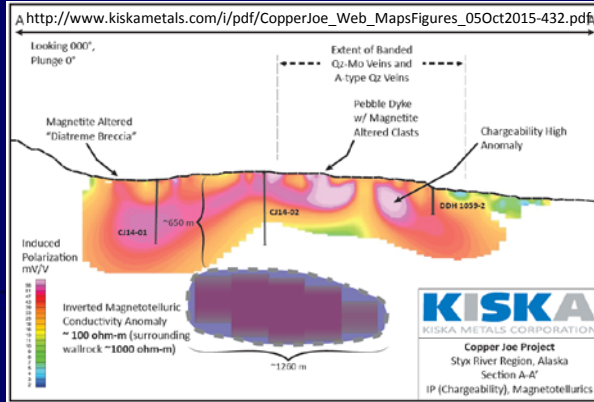 A http://www.kiskametals.com/i/pdf/CopperJoe_Web_MapsFigures_05Oct2015-432.pdf
Looking 000°,
Plunge 0°
Extent of Banded
Qz-Mo Veins and
A-type Qz Veins
Magnetite Altered
"Diatreme Breccia"
Pebble Dyke
w/ Magnetite
Altered Clasts
Chargeability High
Anomaly
CJ14-01
~650 m
CJ14-02
DDH 1059-2
Induced
Polarization
mV/V
Inverted Magnetotelluric
Conductivity Anomaly
~ 100 ohm-m (surrounding
wallrock ~1000 ohm-m)
~1260 m
KISKA
KISKA METALS CORPORATION
Copper Joe Project
Styx River Region, Alaska
Section A-A'
IP (Chargeability), Magnetotellurics